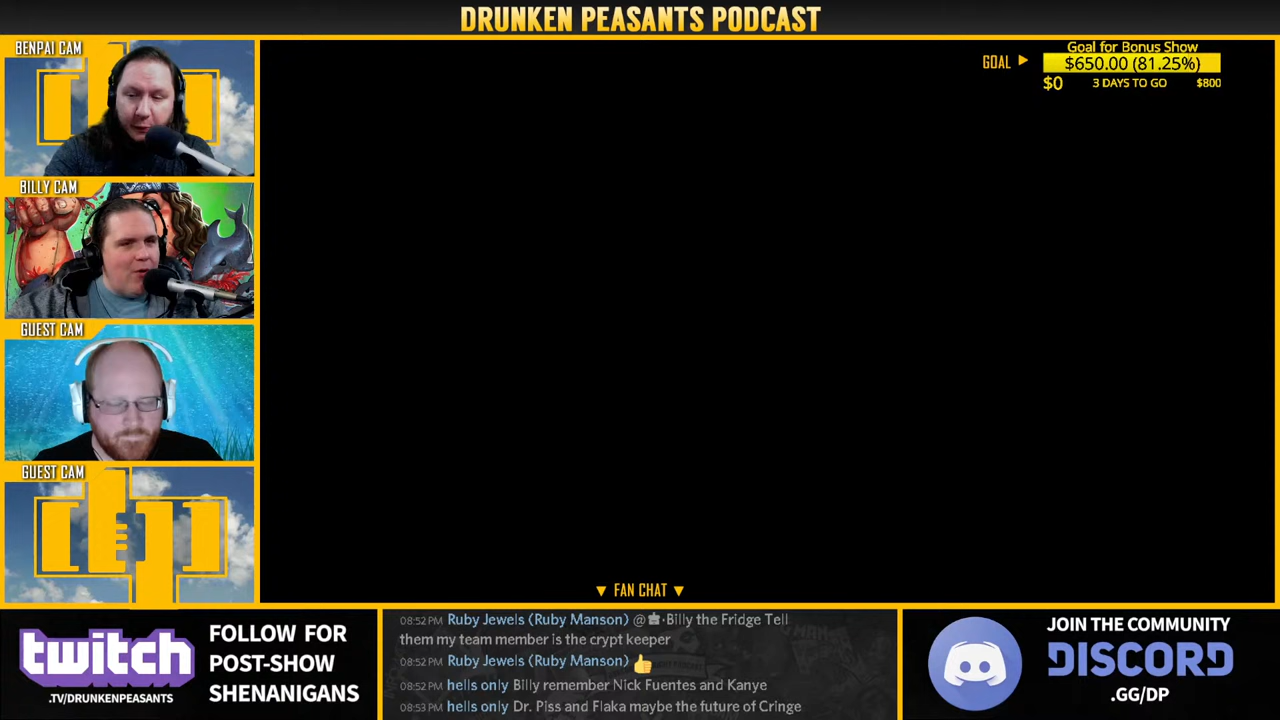 DRUNKEN PEASANTS PODCAST
BENPAI CAM
BILLY CAM
GUEST CAM
GUEST CAM
GOAL ▶
Goal for Bonus Show
$650.00 (81.25%)
$0 3 DAYS TO GO $800
▼ FAN CHAT ▼
twitch
.TV/DRUNKENPEASANTS
FOLLOW FOR
POST-SHOW
SHENANIGANS
08:52 PM Ruby Jewels (Ruby Manson) @ Billy the Fridge Tell
them my team member is the crypt keeper
08:52 PM Ruby Jewels (Ruby Manson) 👍
08:52 PM hells only Billy remember Nick Fuentes and Kanye
08:53 PM hells only Dr. Piss and Flaka maybe the future of Cringe
JOIN THE COMMUNITY
DISCORD
.GG/DP